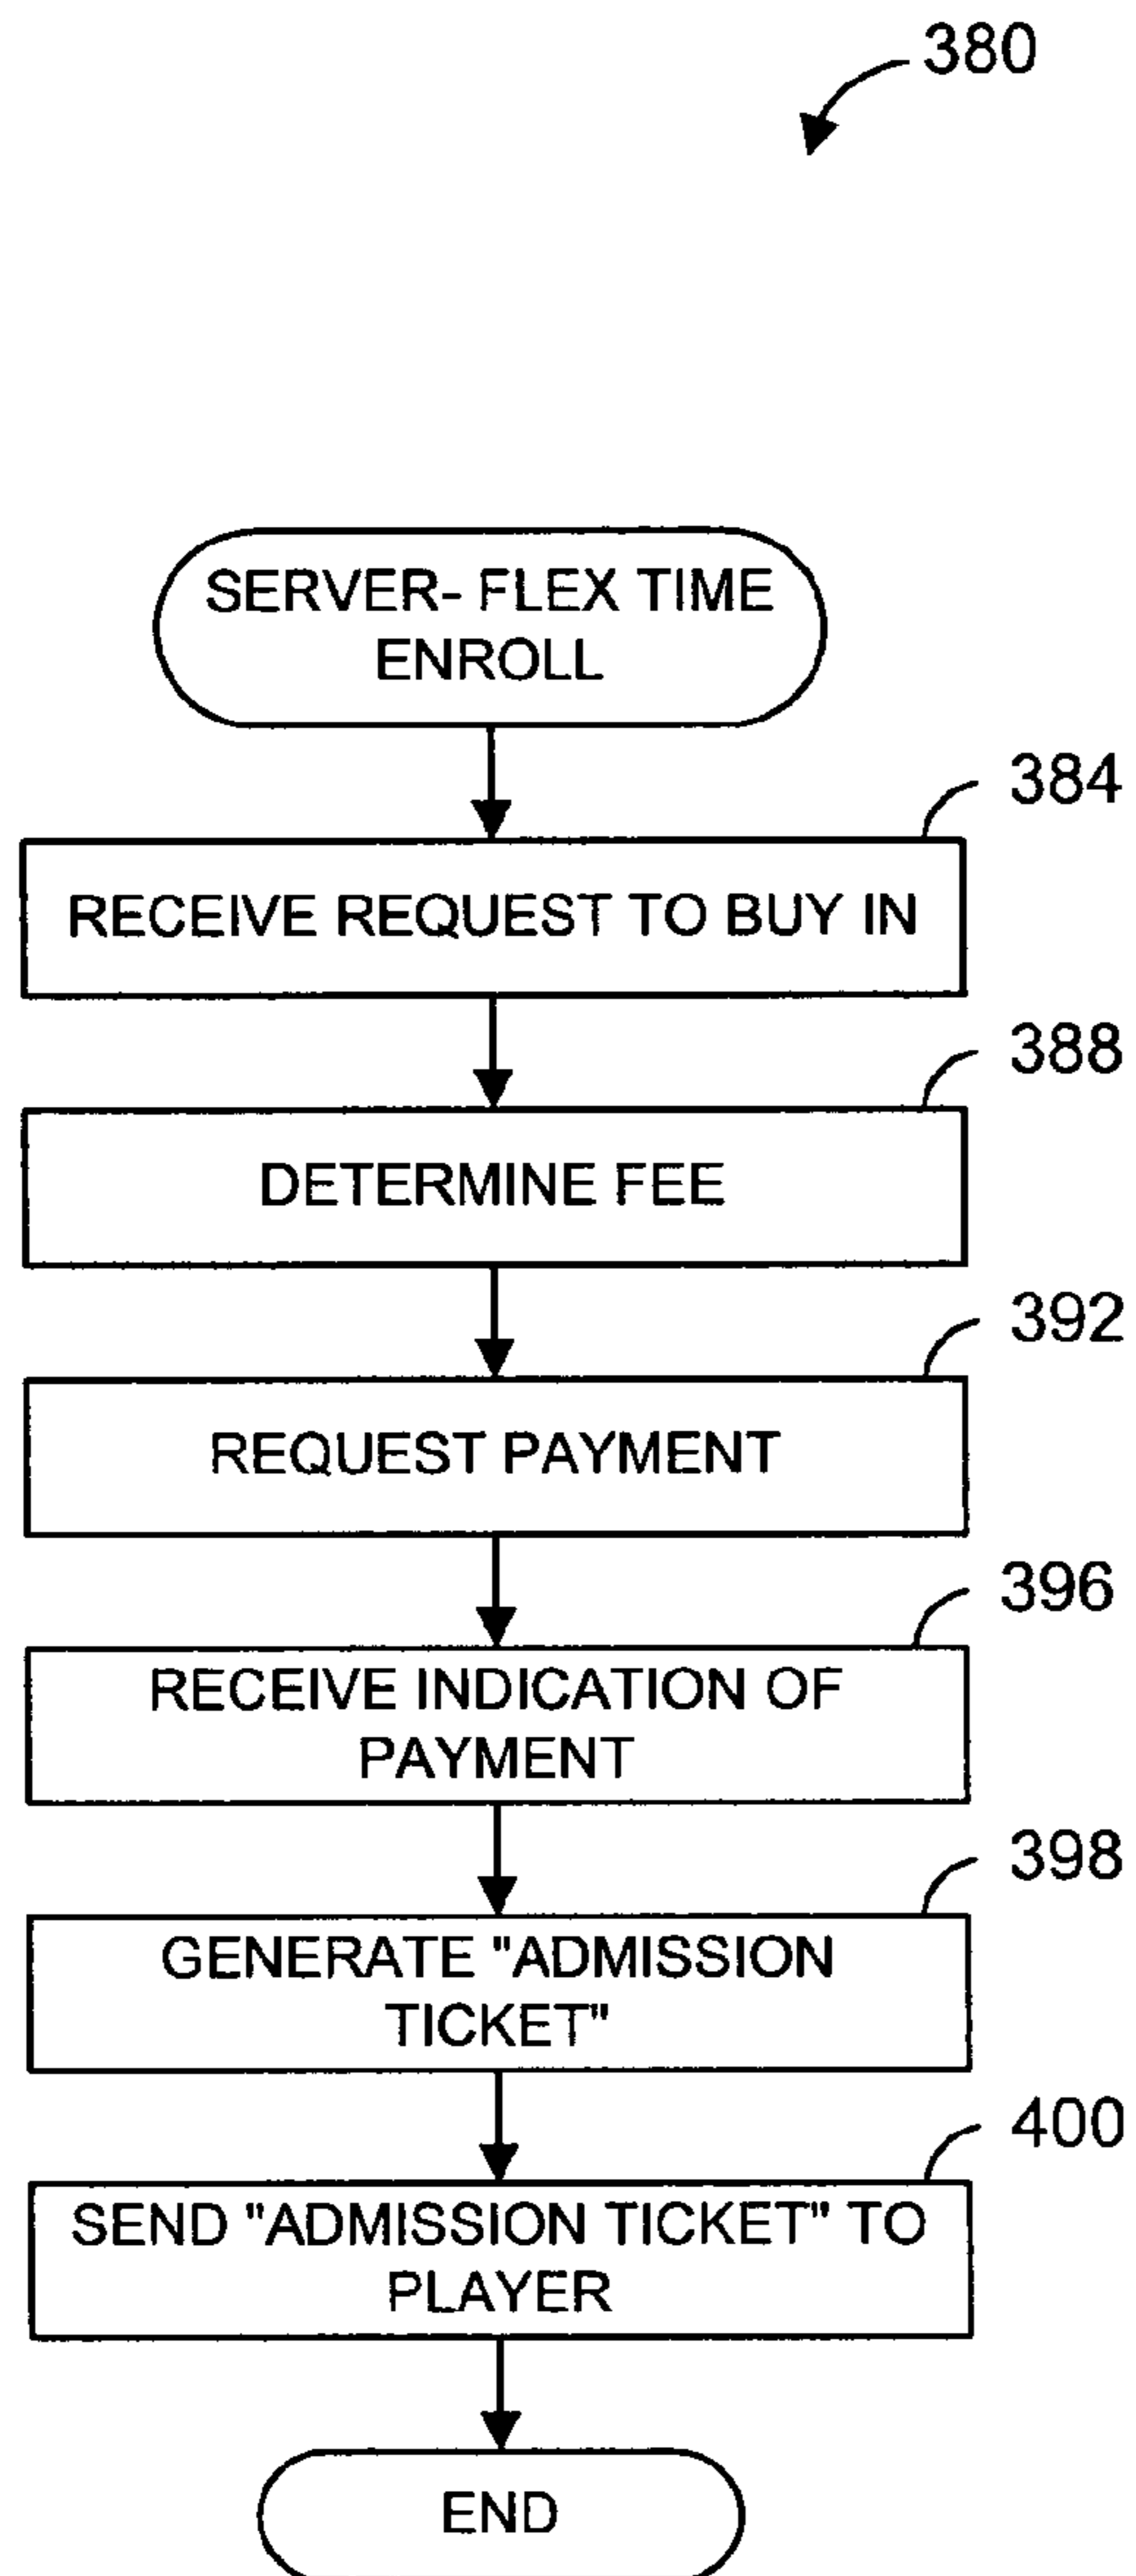 380
SERVER- FLEX TIME
ENROLL
384
RECEIVE REQUEST TO BUY IN
388
DETERMINE FEE
392
REQUEST PAYMENT
396
RECEIVE INDICATION OF
PAYMENT
398
GENERATE "ADMISSION
TICKET"
400
SEND "ADMISSION TICKET" TO
PLAYER
END